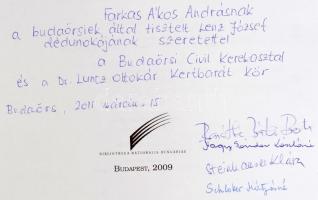 Farkas Ákos Andrásnak
a budaörsiek által tisztelt Lenz József
dédunokájának szeretettel
a Budaörsi Civil Kerekasztal
és a Dr. Luntz Ottokár Kertbarát Kör
Budaörs, 2011 március 15
BIBLIOTHECA NATIONALIS HUNGARIAE
BUDAPEST, 2009